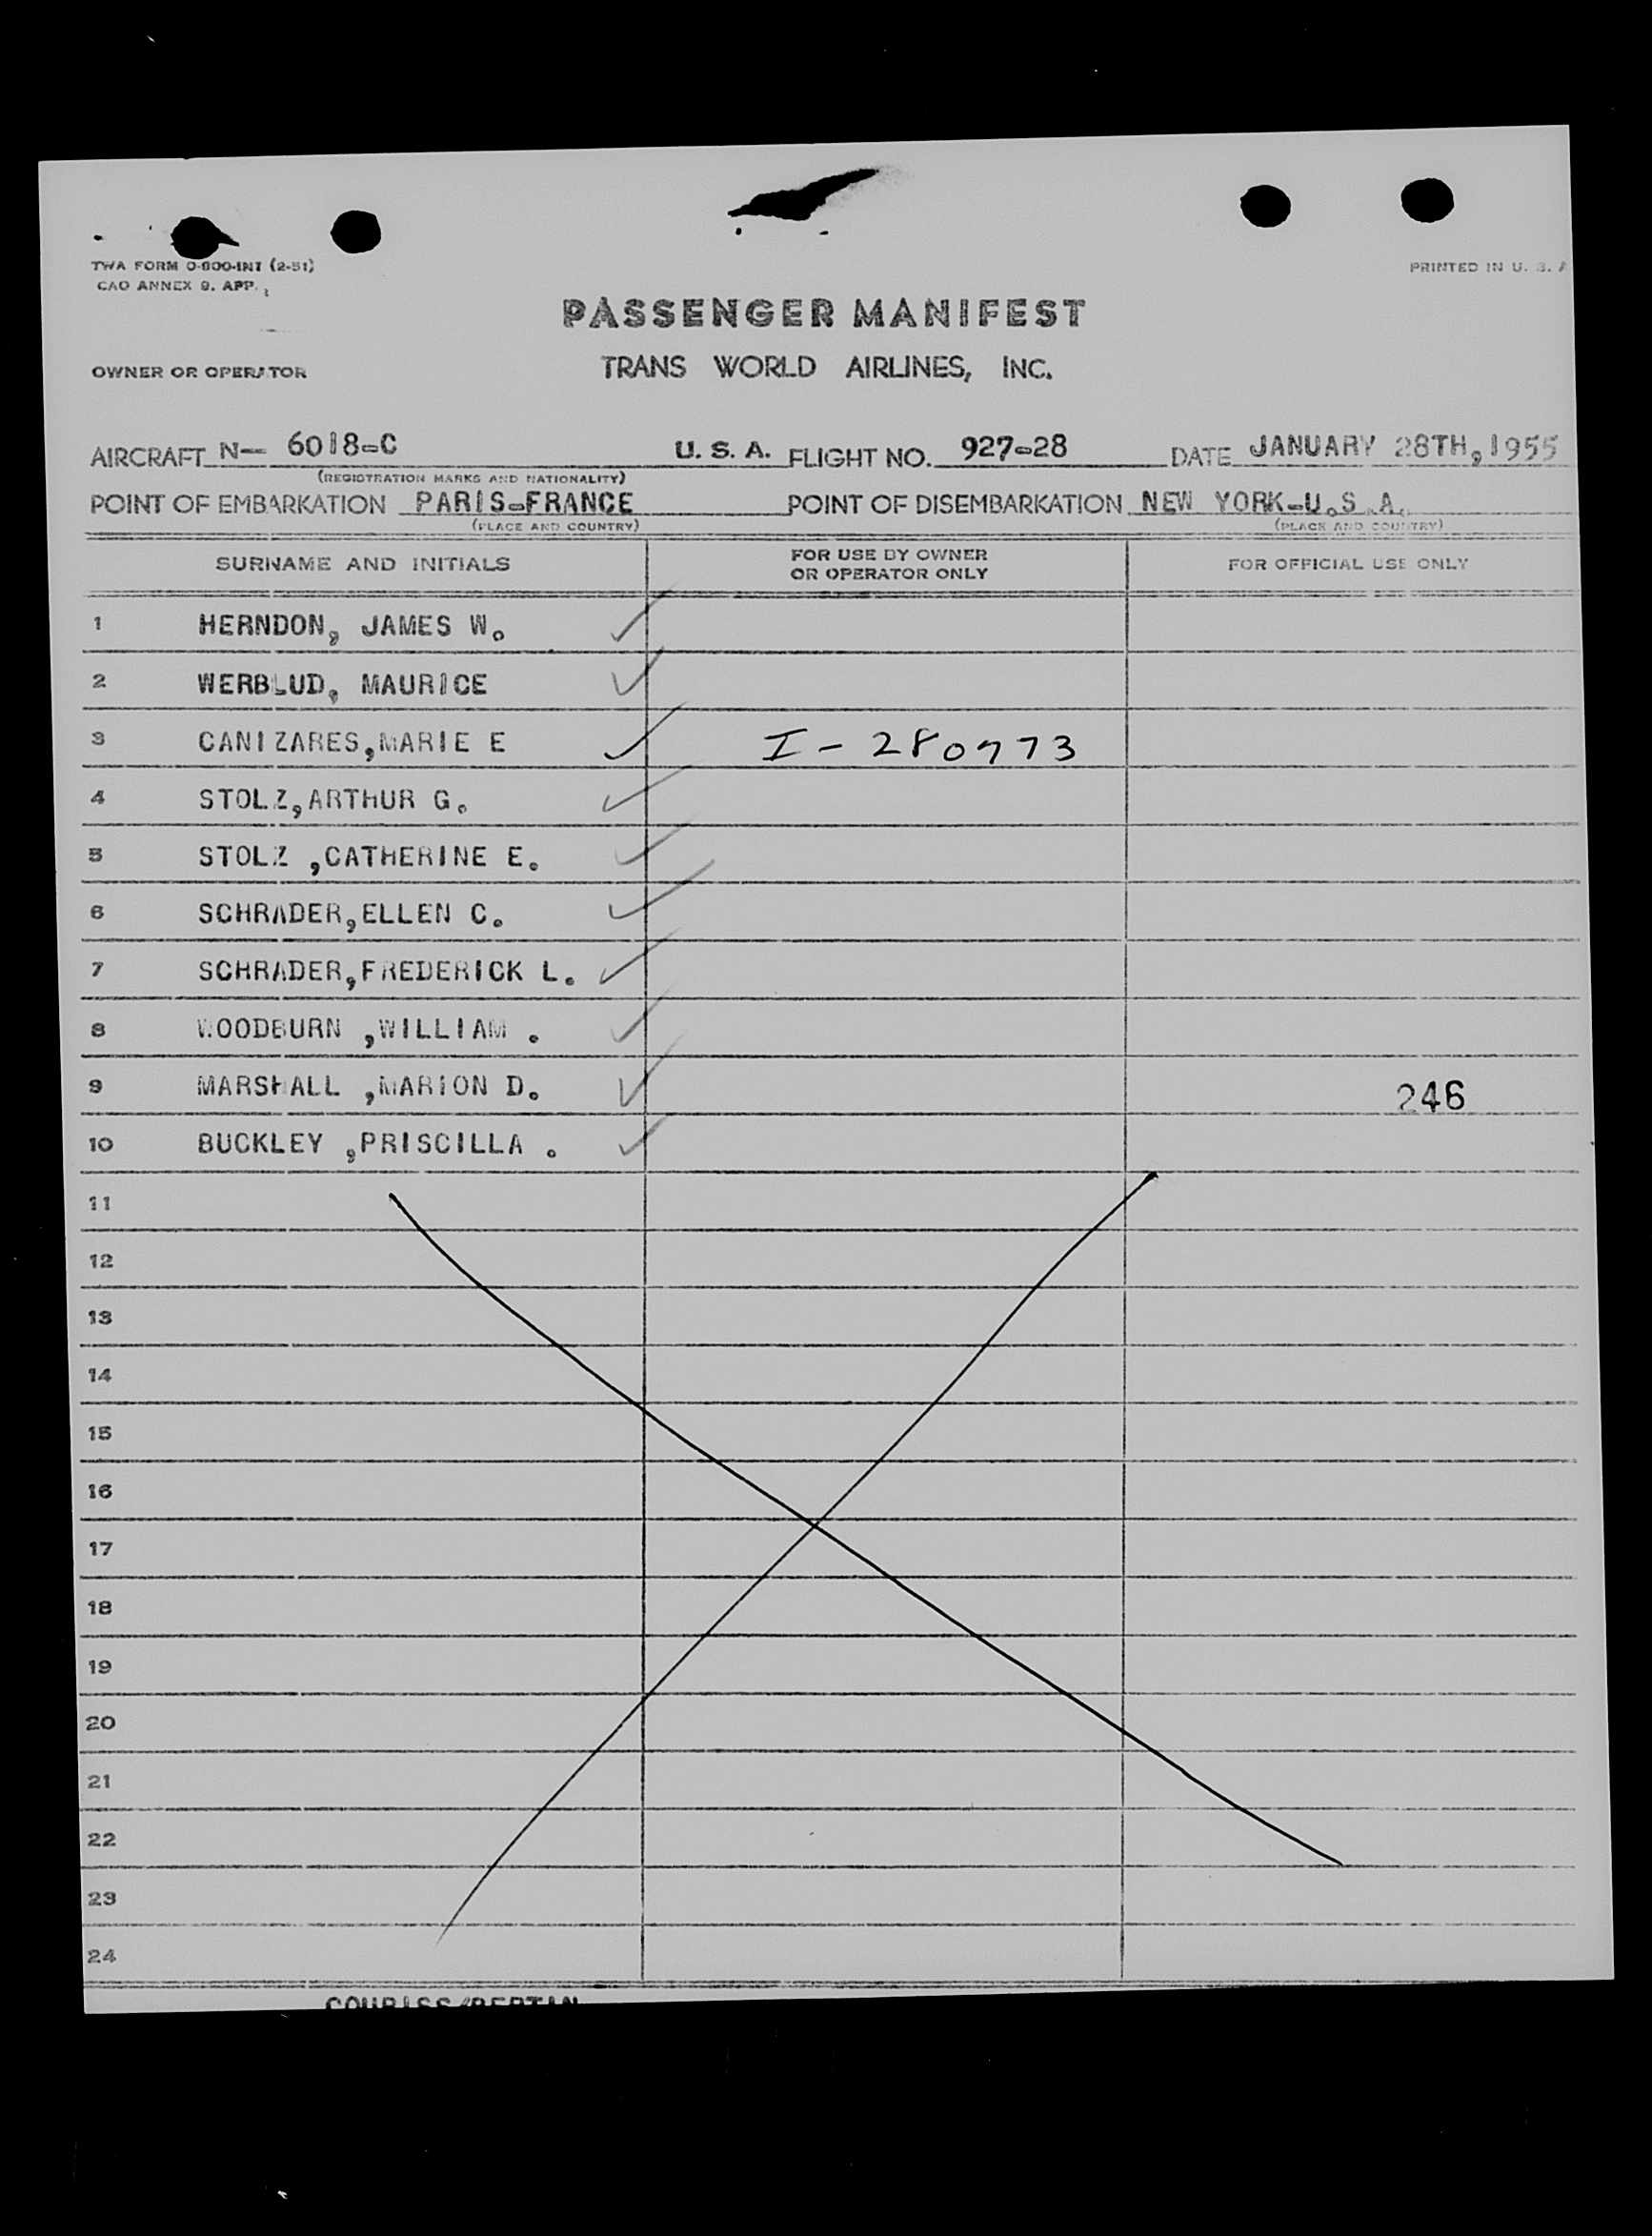 TWA FORM O-800-INT (2-51)
PRINTED IN U. S. A
CAO ANNEX 9. APP.
PASSENGER MANIFEST
OWNER OR OPERATOR
TRANS WORLD AIRLINES, INC.
AIRCRAFT N-- 6018-C U. S. A. FLIGHT NO. 927-28 DATE JANUARY 28TH, 1955
(REGISTRATION MARKS AND NATIONALITY)
POINT OF EMBARKATION PARIS-FRANCE POINT OF DISEMBARKATION NEW YORK-U.S.A.
(PLACE AND COUNTRY) (PLACE AND COUNTRY)
SURNAME AND INITIALS FOR USE BY OWNER OR OPERATOR ONLY FOR OFFICIAL USE ONLY
1 HERNDON, JAMES W.
2 WERBLUD, MAURICE
3 CANIZARES,MARIE E I-280773
4 STOLZ,ARTHUR G.
5 STOLZ ,CATHERINE E.
6 SCHRADER,ELLEN C.
7 SCHRADER,FREDERICK L.
8 WOODBURN ,WILLIAM .
9 MARSHALL ,MARION D. 246
10 BUCKLEY ,PRISCILLA .
11
12
13
14
15
16
17
18
19
20
21
22
23
24